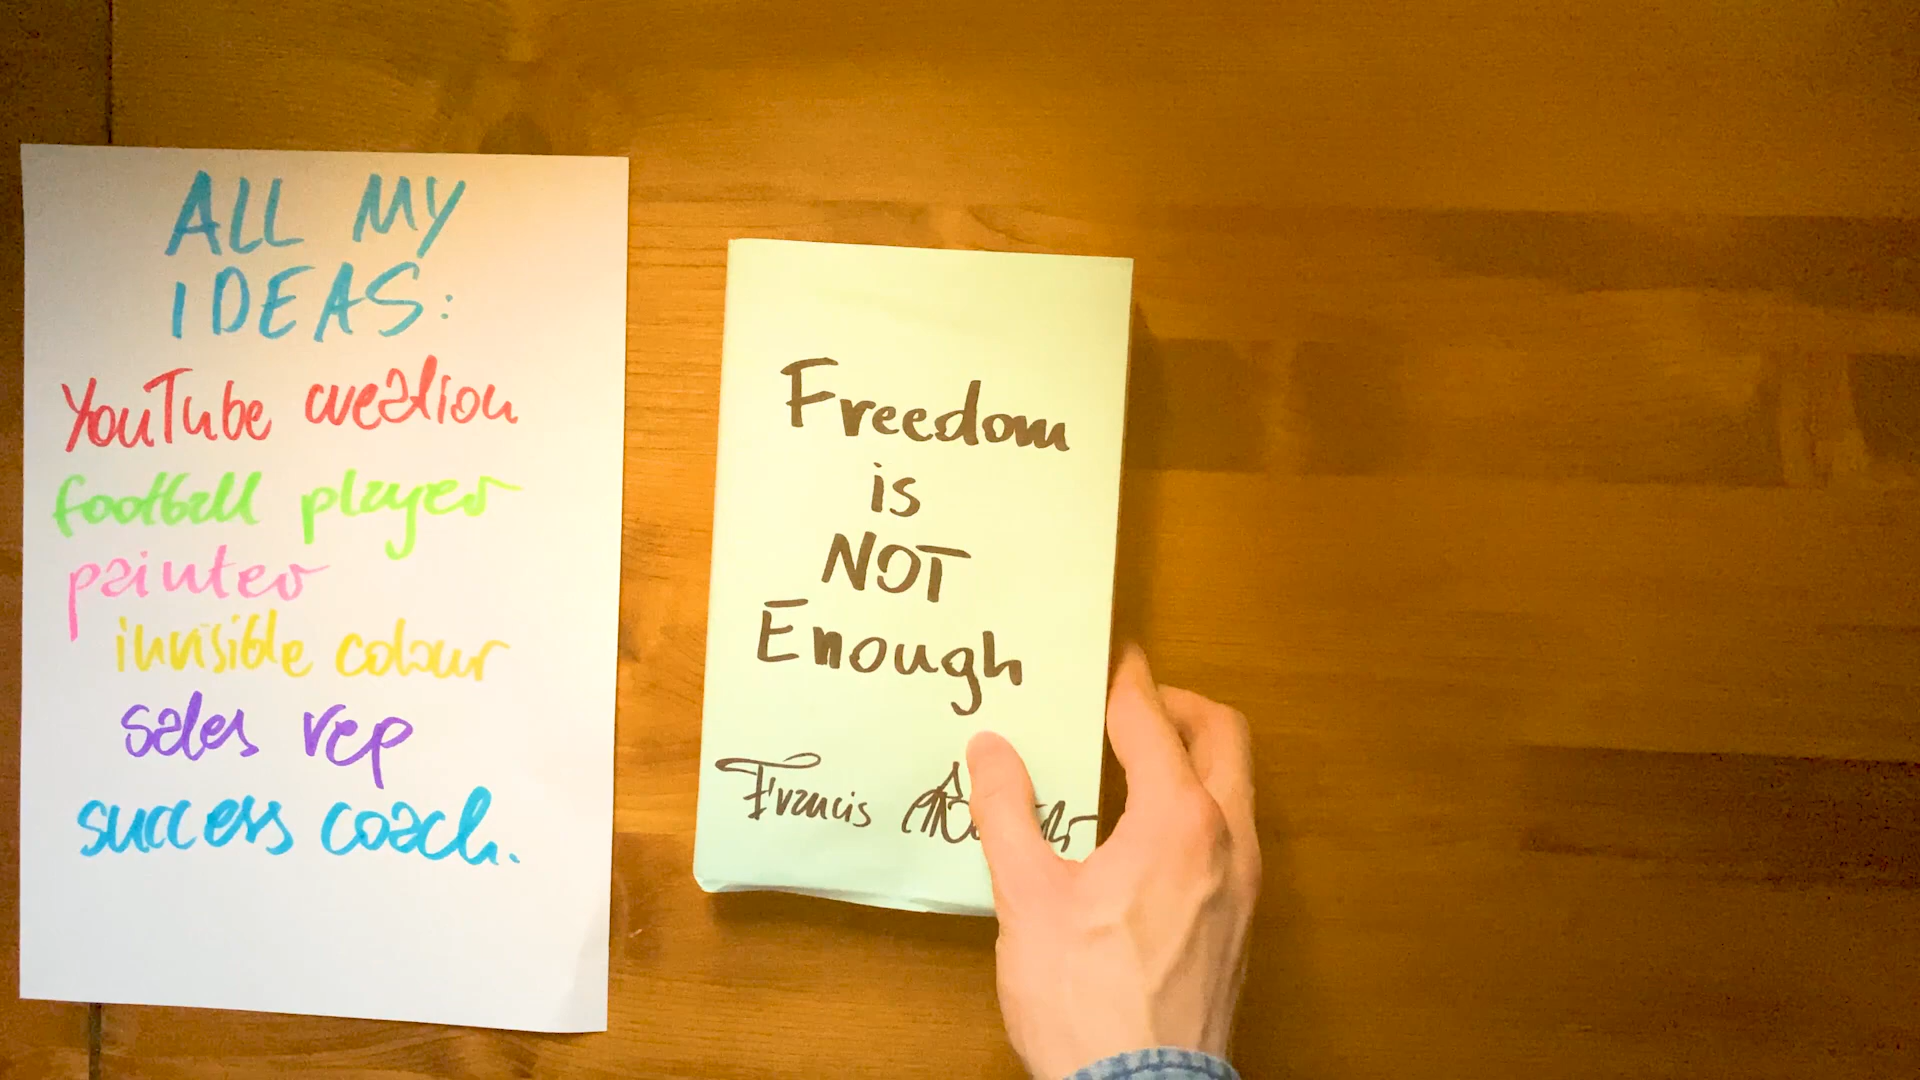 ALL MY
IDEAS:
YouTube creation
football player
painter
invisible colour
sales rep
success coach.
Freedom
is
NOT
Enough
Francis